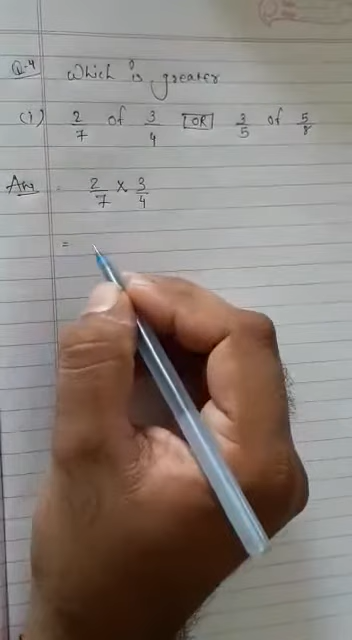 Q-4 Which is greater
(i) 2/7 of 3/4 OR 3/5 of 5/8
Ans. 2/7 × 3/4
=